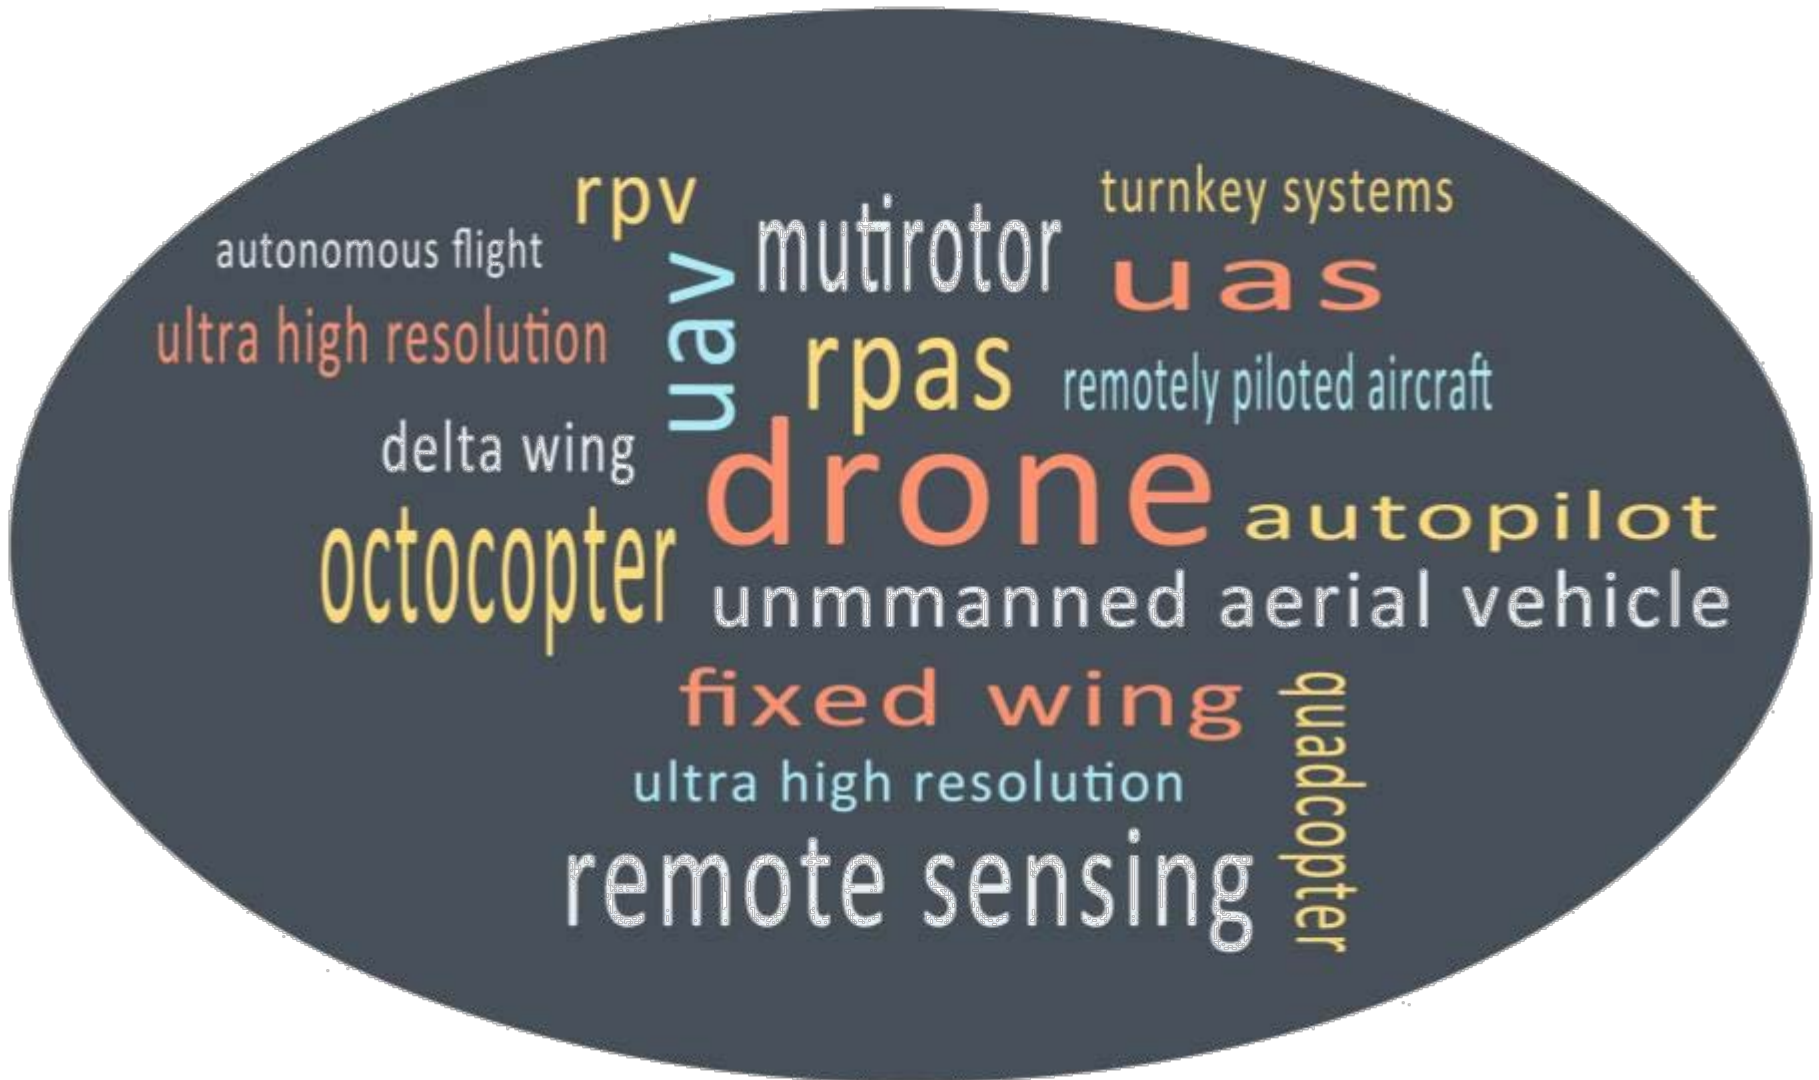 rpv
turnkey systems
autonomous flight
mutirotor
uav
uas
ultra high resolution
rpas
remotely piloted aircraft
delta wing
drone
autopilot
octocopter
unmmanned aerial vehicle
fixed wing
quadcopter
ultra high resolution
remote sensing